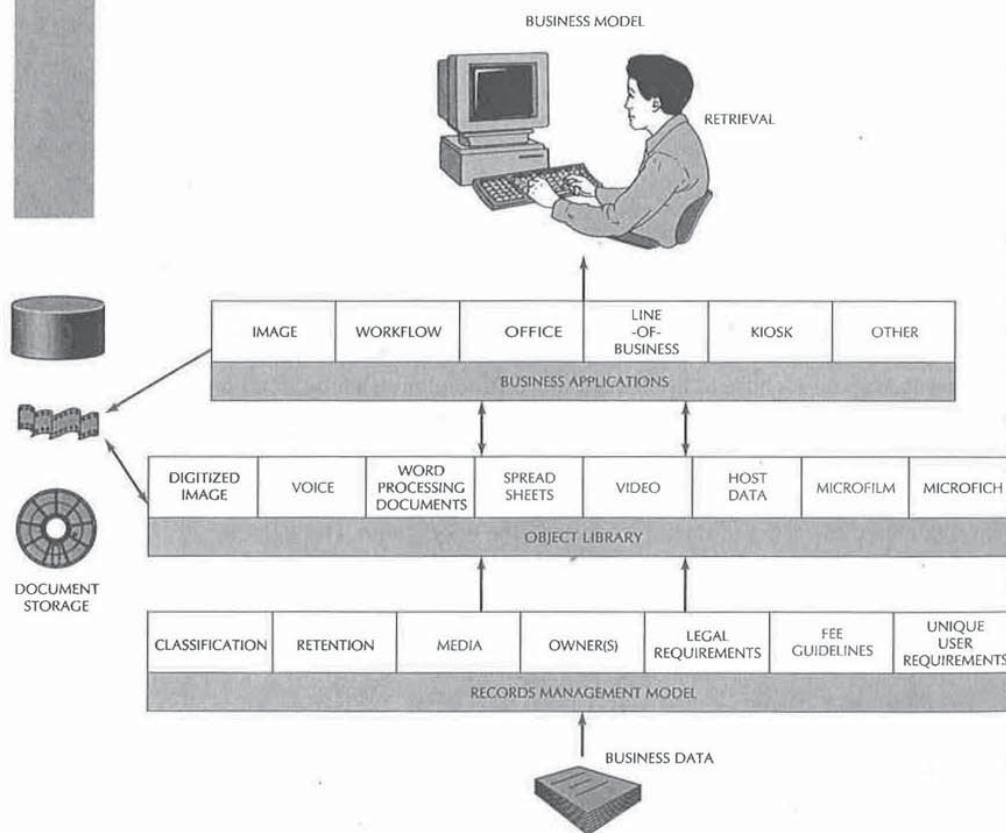 BUSINESS MODEL
RETRIEVAL
IMAGE
WORKFLOW
OFFICE
LINE
-OF-
BUSINESS
KIOSK
OTHER
BUSINESS APPLICATIONS
DIGITIZED
IMAGE
VOICE
WORD
PROCESSING
DOCUMENTS
SPREAD
SHEETS
VIDEO
HOST
DATA
MICROFILM
MICROFICH
OBJECT LIBRARY
DOCUMENT
STORAGE
CLASSIFICATION
RETENTION
MEDIA
OWNER(S)
LEGAL
REQUIREMENTS
FEE
GUIDELINES
UNIQUE
USER
REQUIREMENTS
RECORDS MANAGEMENT MODEL
BUSINESS DATA